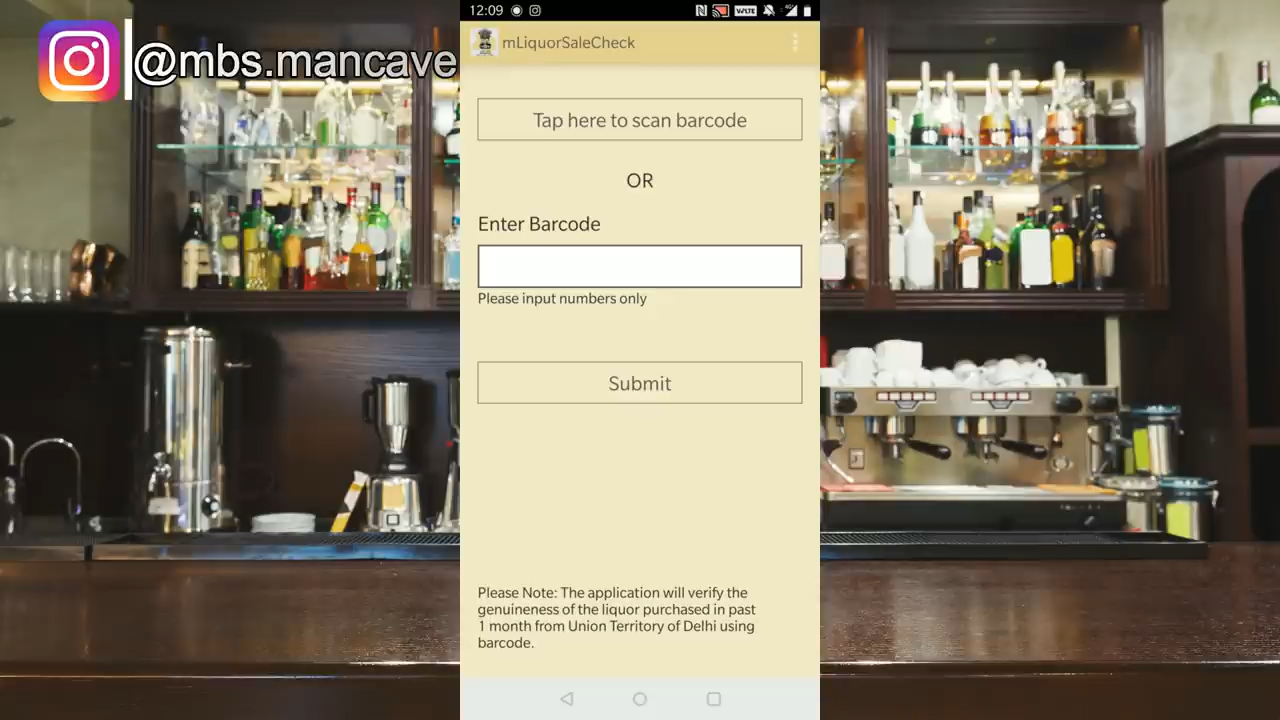 @mbs.mancave
12:09
VoLTE
4G
mLiquorSaleCheck
Tap here to scan barcode
OR
Enter Barcode
Please input numbers only
Submit
Please Note: The application will verify the
genuineness of the liquor purchased in past
1 month from Union Territory of Delhi using
barcode.